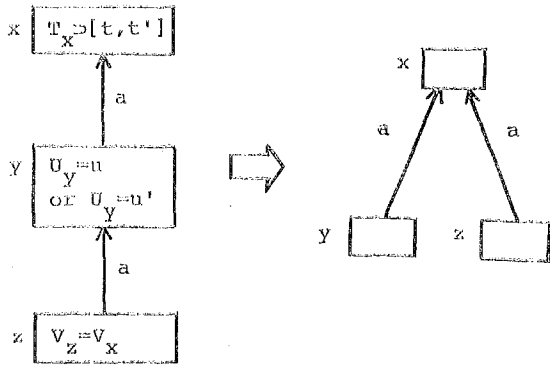 x T_x ⊃[t,t']
a
y U_y=u
or U_y=u'
a
z V_z=V_x
x
a a
y z